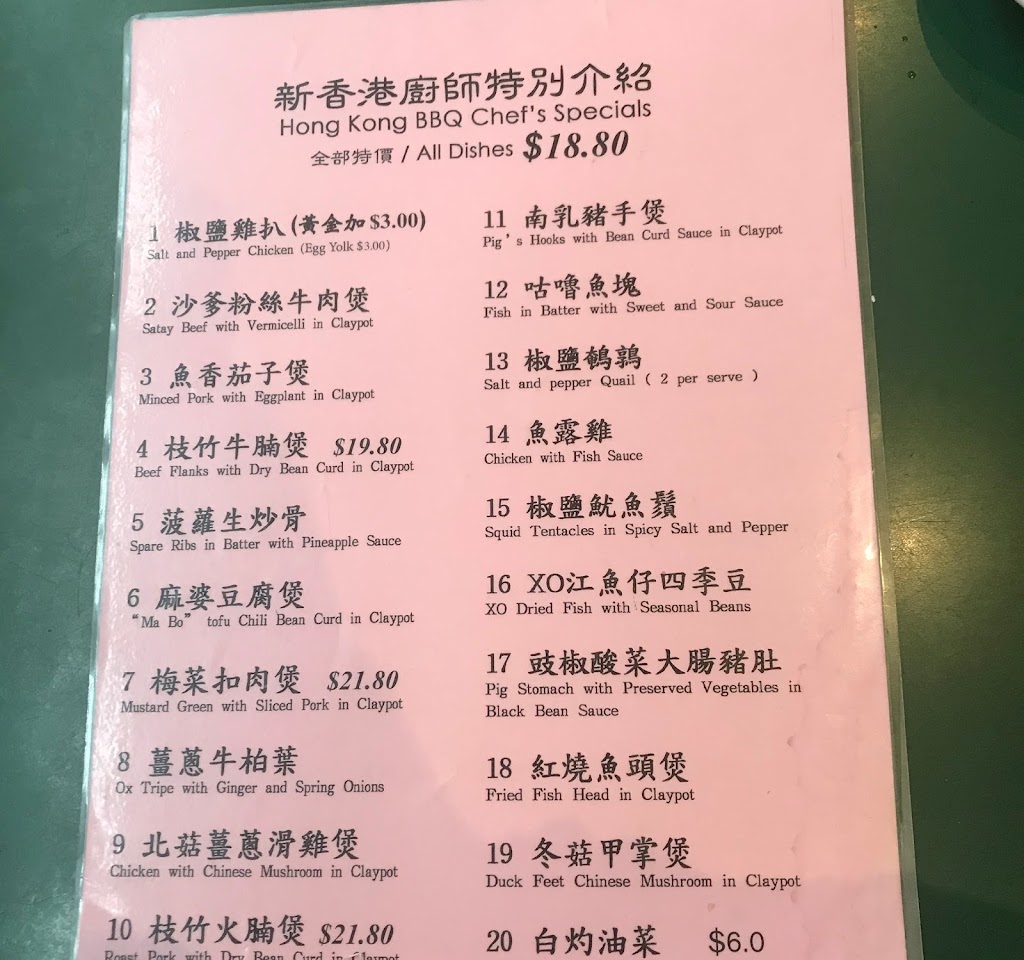 新香港廚師特別介紹
Hong Kong BBQ Chef's Specials
全部特價 / All Dishes $18.80
1 椒鹽雞扒 (黃金加 $3.00)
Salt and Pepper Chicken (Egg Yolk $3.00)
2 沙爹粉絲牛肉煲
Satay Beef with Vermicelli in Claypot
3 魚香茄子煲
Minced Pork with Eggplant in Claypot
4 枝竹牛腩煲 $19.80
Beef Flanks with Dry Bean Curd in Claypot
5 菠蘿生炒骨
Spare Ribs in Batter with Pineapple Sauce
6 麻婆豆腐煲
“Ma Bo” tofu Chili Bean Curd in Claypot
7 梅菜扣肉煲 $21.80
Mustard Green with Sliced Pork in Claypot
8 薑蔥牛柏葉
Ox Tripe with Ginger and Spring Onions
9 北菇薑蔥滑雞煲
Chicken with Chinese Mushroom in Claypot
10 枝竹火腩煲 $21.80
Roast Pork with Dry Bean Curd in Claypot
11 南乳豬手煲
Pig's Hooks with Bean Curd Sauce in Claypot
12 咕嚕魚塊
Fish in Batter with Sweet and Sour Sauce
13 椒鹽鵪鶉
Salt and pepper Quail ( 2 per serve )
14 魚露雞
Chicken with Fish Sauce
15 椒鹽魷魚鬚
Squid Tentacles in Spicy Salt and Pepper
16 XO江魚仔四季豆
XO Dried Fish with Seasonal Beans
17 豉椒酸菜大腸豬肚
Pig Stomach with Preserved Vegetables in
Black Bean Sauce
18 紅燒魚頭煲
Fried Fish Head in Claypot
19 冬菇甲掌煲
Duck Feet Chinese Mushroom in Claypot
20 白灼油菜 $6.0